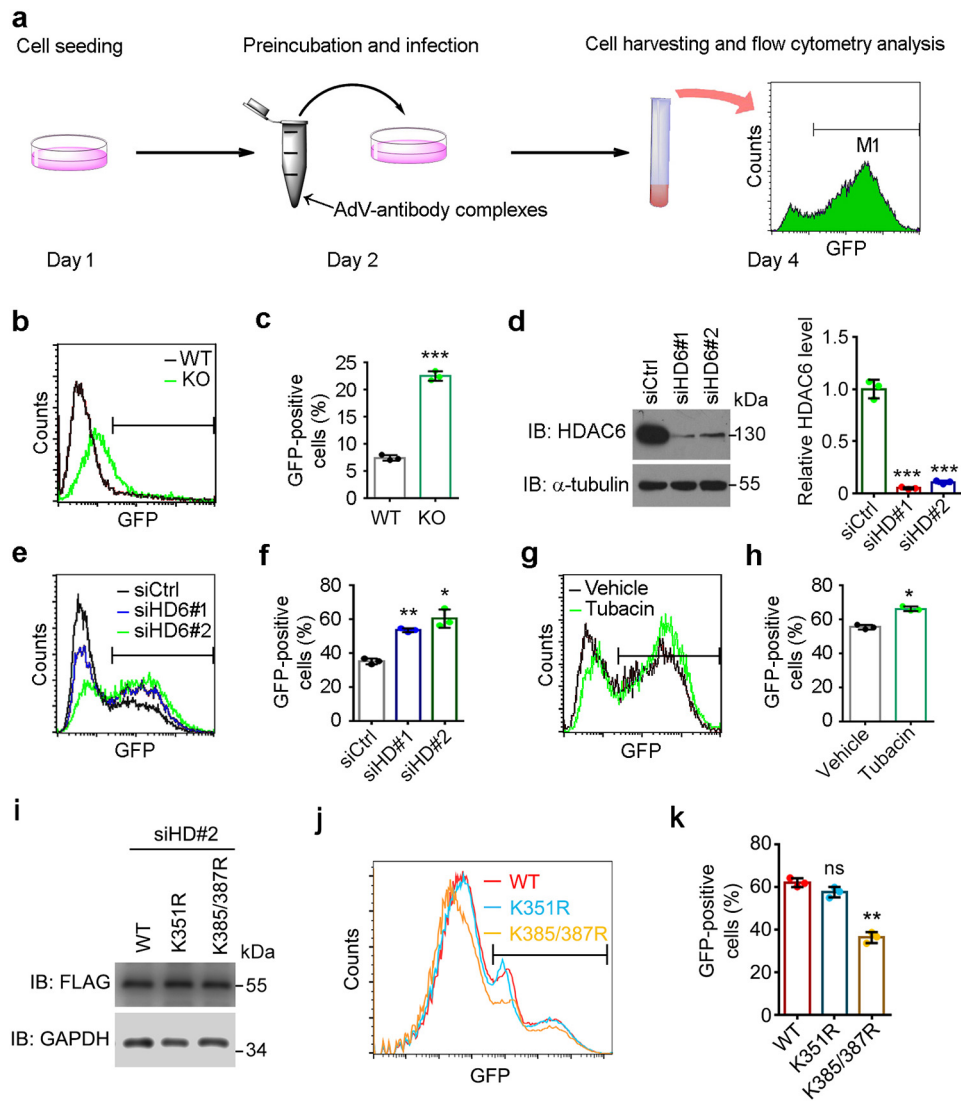 a
Cell seeding
Preincubation and infection
Cell harvesting and flow cytometry analysis
AdV-antibody complexes
Counts
M1
GFP
Day 1
Day 2
Day 4
b
WT
KO
Counts
GFP
c
GFP-positive
cells (%)
25
20
15
10
5
0
***
WT
KO
d
siCtrl
siHD6#1
siHD6#2
kDa
IB: HDAC6
130
IB: α-tubulin
55
Relative HDAC6 level
1.5
1.0
0.5
0
***
***
siCtrl
siHD#1
siHD#2
e
siCtrl
siHD6#1
siHD6#2
Counts
GFP
f
GFP-positive
cells (%)
80
60
40
20
0
**
*
siCtrl
siHD#1
siHD#2
g
Vehicle
Tubacin
Counts
GFP
h
GFP-positive
cells (%)
80
60
40
20
0
*
Vehicle
Tubacin
i
siHD#2
WT
K351R
K385/387R
kDa
IB: FLAG
55
IB: GAPDH
34
j
WT
K351R
K385/387R
Counts
GFP
k
GFP-positive
cells (%)
80
60
40
20
0
ns
**
WT
K351R
K385/387R